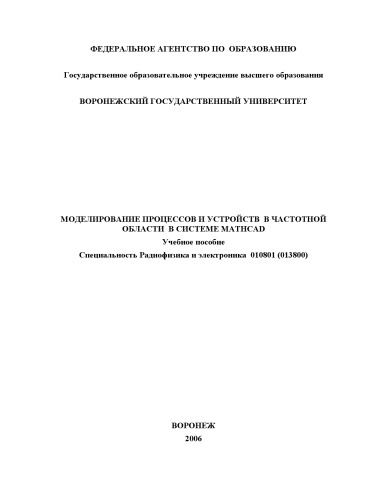 ФЕДЕРАЛЬНОЕ АГЕНТСТВО ПО ОБРАЗОВАНИЮ
Государственное образовательное учреждение высшего образования
ВОРОНЕЖСКИЙ ГОСУДАРСТВЕННЫЙ УНИВЕРСИТЕТ
МОДЕЛИРОВАНИЕ ПРОЦЕССОВ И УСТРОЙСТВ В ЧАСТОТНОЙ
ОБЛАСТИ В СИСТЕМЕ MATHCAD
Учебное пособие
Специальность Радиофизика и электроника 010801 (013800)
ВОРОНЕЖ
2006